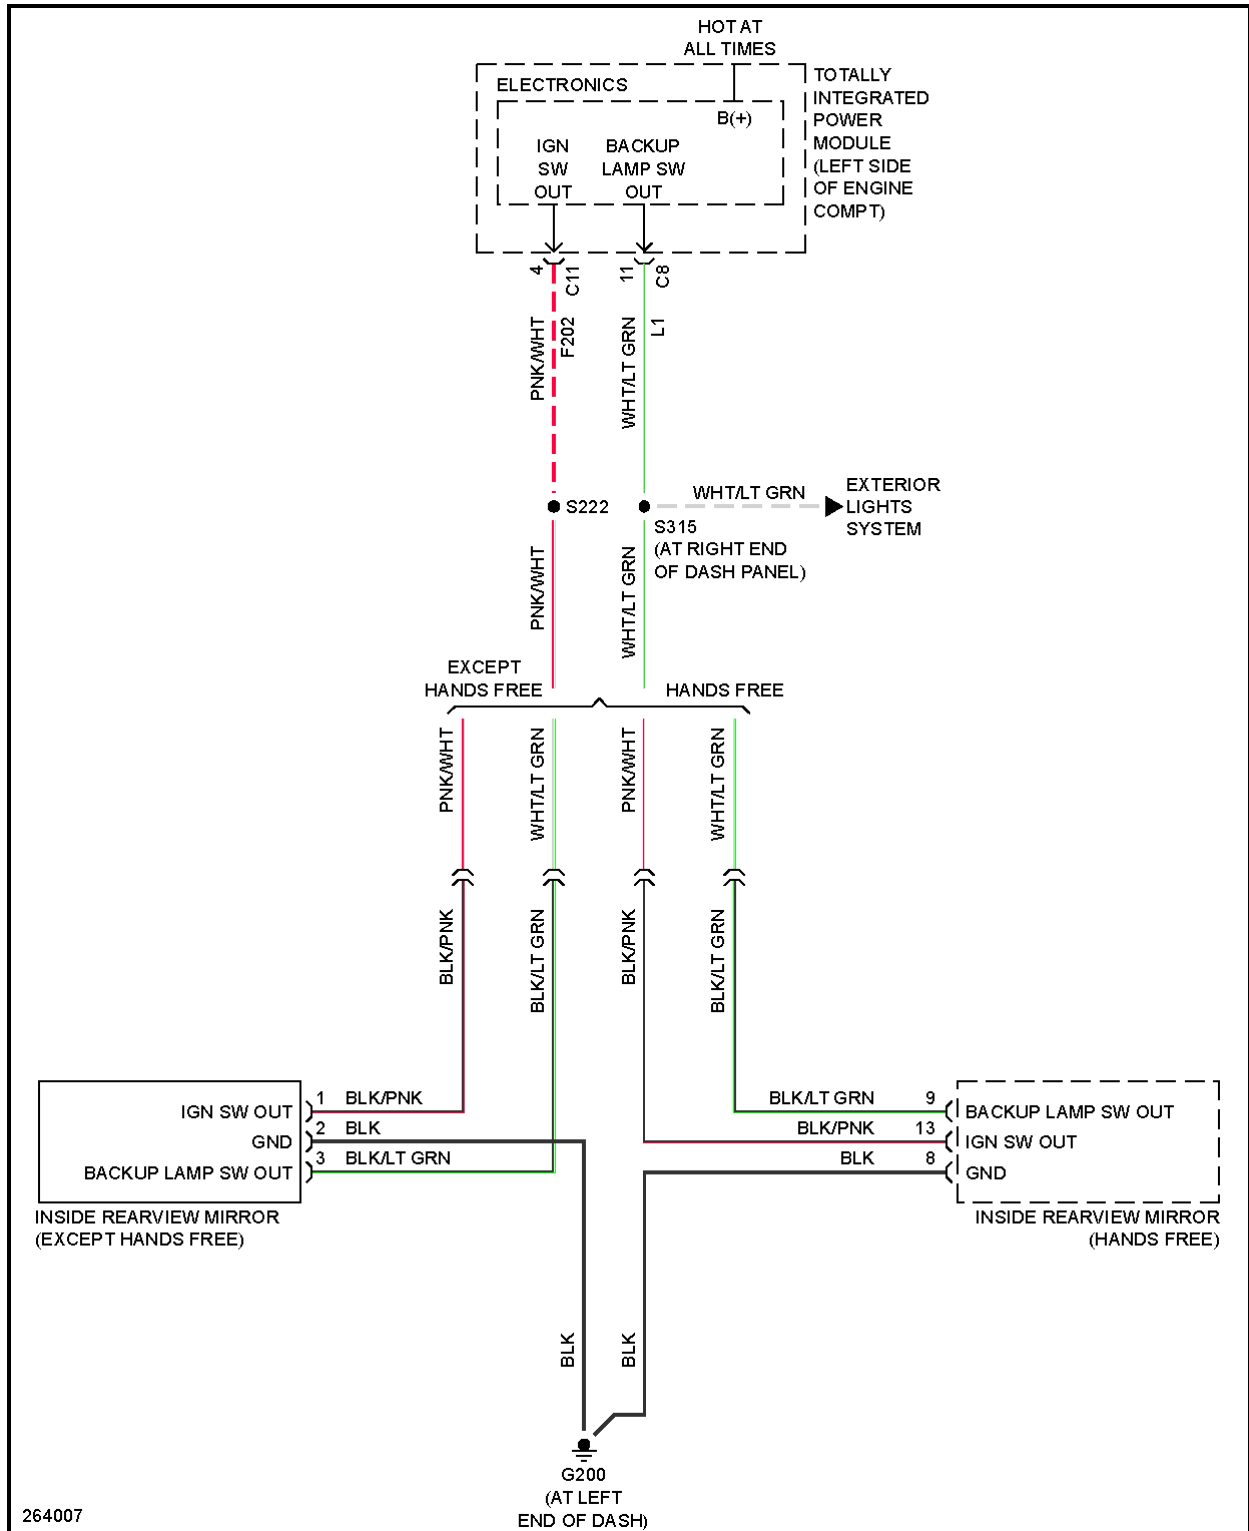 HOT AT
ALL TIMES
ELECTRONICS
B(+)
IGN
SW
OUT
BACKUP
LAMP SW
OUT
TOTALLY
INTEGRATED
POWER
MODULE
(LEFT SIDE
OF ENGINE
COMPT)
4
C11
11
C8
PNK/WHT
F202
WHT/LT GRN
L1
S222
WHT/LT GRN
EXTERIOR
LIGHTS
SYSTEM
S315
(AT RIGHT END
OF DASH PANEL)
PNK/WHT
WHT/LT GRN
EXCEPT
HANDS FREE
HANDS FREE
PNK/WHT
WHT/LT GRN
PNK/WHT
WHT/LT GRN
BLK/PNK
BLK/LT GRN
BLK/PNK
BLK/LT GRN
IGN SW OUT
1
BLK/PNK
GND
2
BLK
BACKUP LAMP SW OUT
3
BLK/LT GRN
INSIDE REARVIEW MIRROR
(EXCEPT HANDS FREE)
BLK/LT GRN
9
BACKUP LAMP SW OUT
BLK/PNK
13
IGN SW OUT
BLK
8
GND
INSIDE REARVIEW MIRROR
(HANDS FREE)
BLK
BLK
G200
(AT LEFT
END OF DASH)
264007